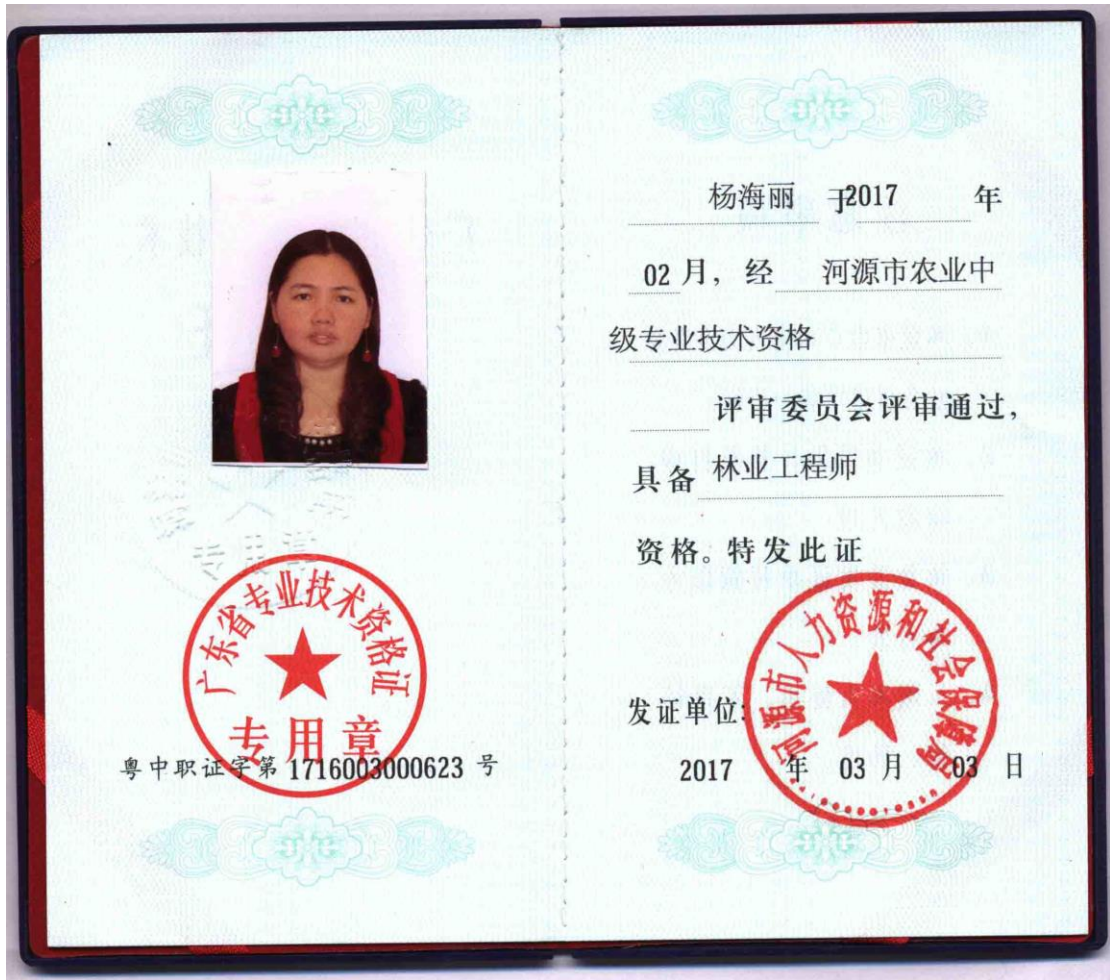 广东省专业技术资格证
专用章
粤中职证字第 1716003000623 号
杨海丽 于2017 年
02 月，经 河源市农业中
级专业技术资格
评审委员会评审通过，
具备 林业工程师
资格。特发此证
河源市人力资源和社会保障局
发证单位:
2017 年 03 月 03 日